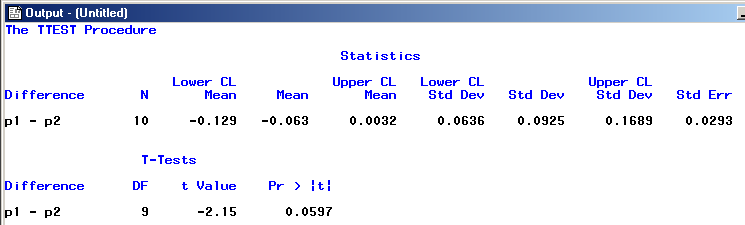 Output - (Untitled)
The TTEST Procedure
Statistics
Lower CL Upper CL Lower CL Upper CL
Difference N Mean Mean Mean Std Dev Std Dev Std Dev Std Err
p1 - p2 10 -0.129 -0.063 0.0032 0.0636 0.0925 0.1689 0.0293
T-Tests
Difference DF t Value Pr > |t|
p1 - p2 9 -2.15 0.0597